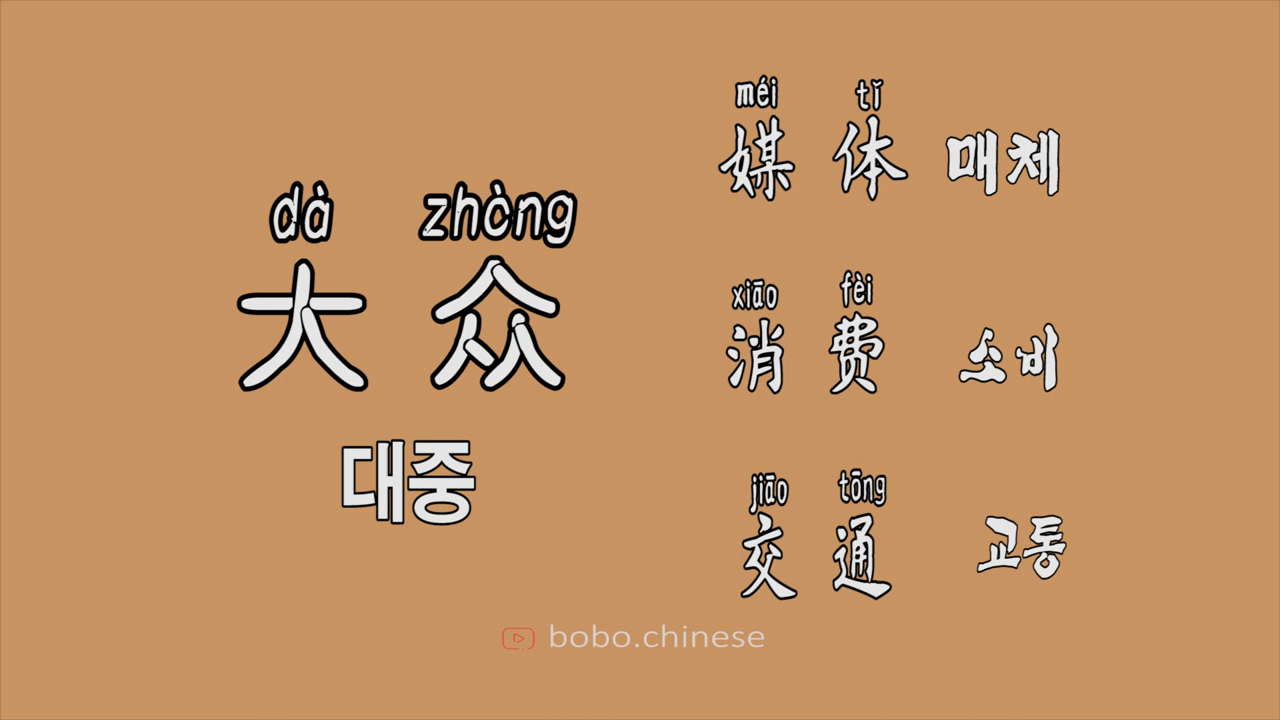 dà zhòng
大 众
대중
méi tǐ
媒 体 매체
xiāo fèi
消 费 소비
jiāo tōng
交 通 교통
bobo.chinese